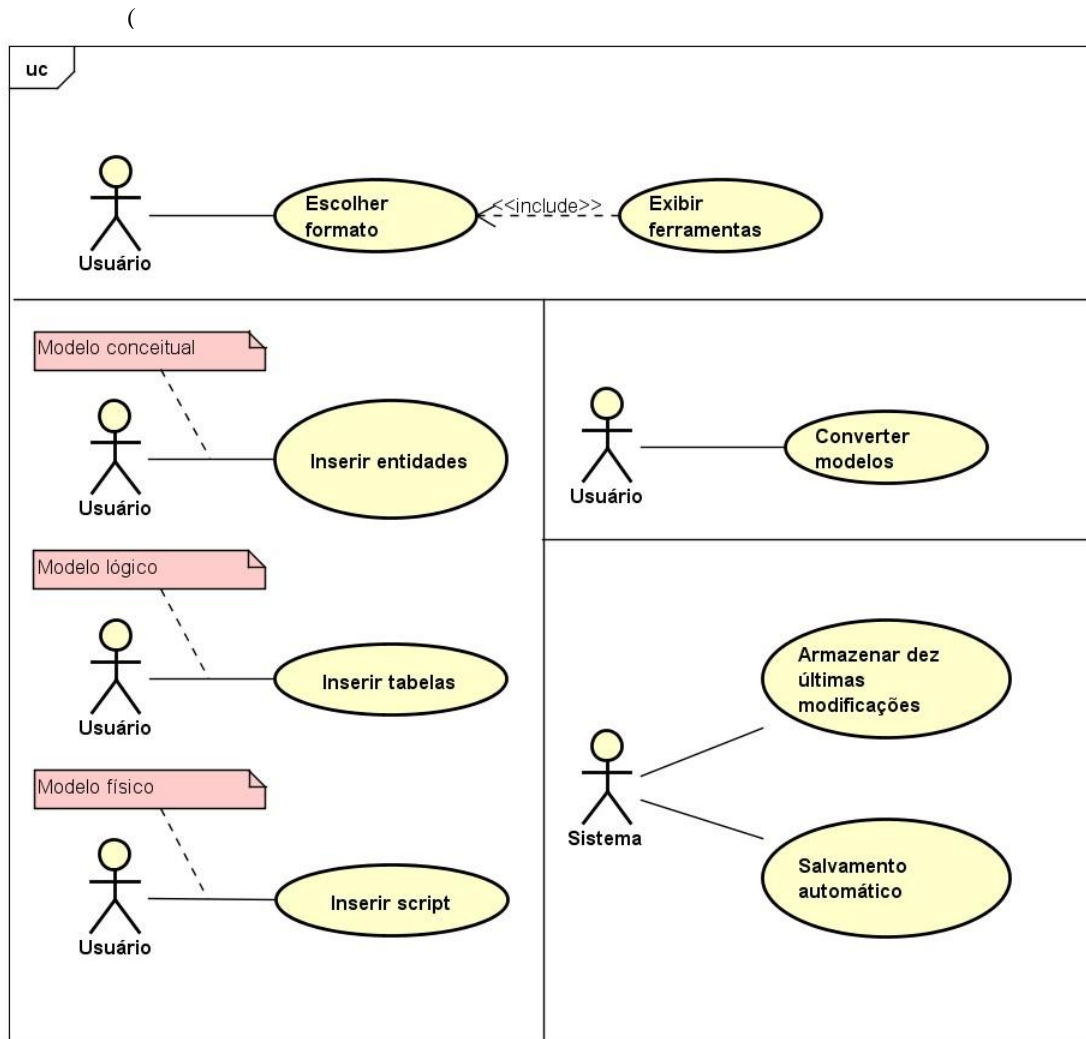 (
uc
Escolher
formato
<<include>>
Exibir
ferramentas
Usuário
Modelo conceitual
Inserir entidades
Usuário
Modelo lógico
Inserir tabelas
Usuário
Modelo físico
Inserir script
Usuário
Converter
modelos
Usuário
Armazenar dez
últimas
modificações
Sistema
Salvamento
automático